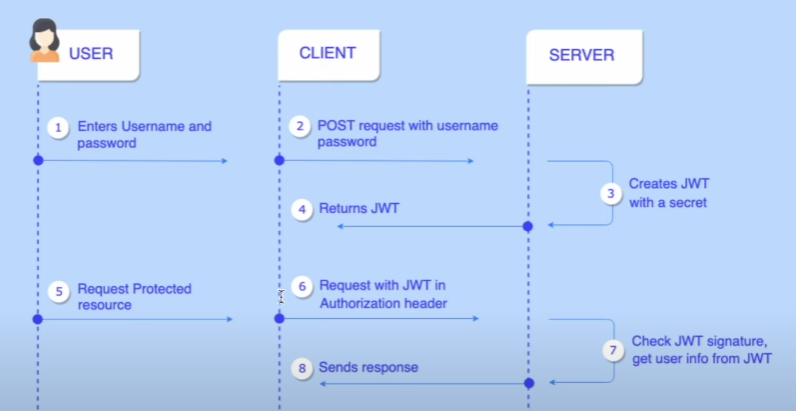 USER
CLIENT
SERVER
1
Enters Username and
password
2
POST request with username
password
3
Creates JWT
with a secret
4
Returns JWT
5
Request Protected
resource
6
Request with JWT in
Authorization header
7
Check JWT signature,
get user info from JWT
8
Sends response